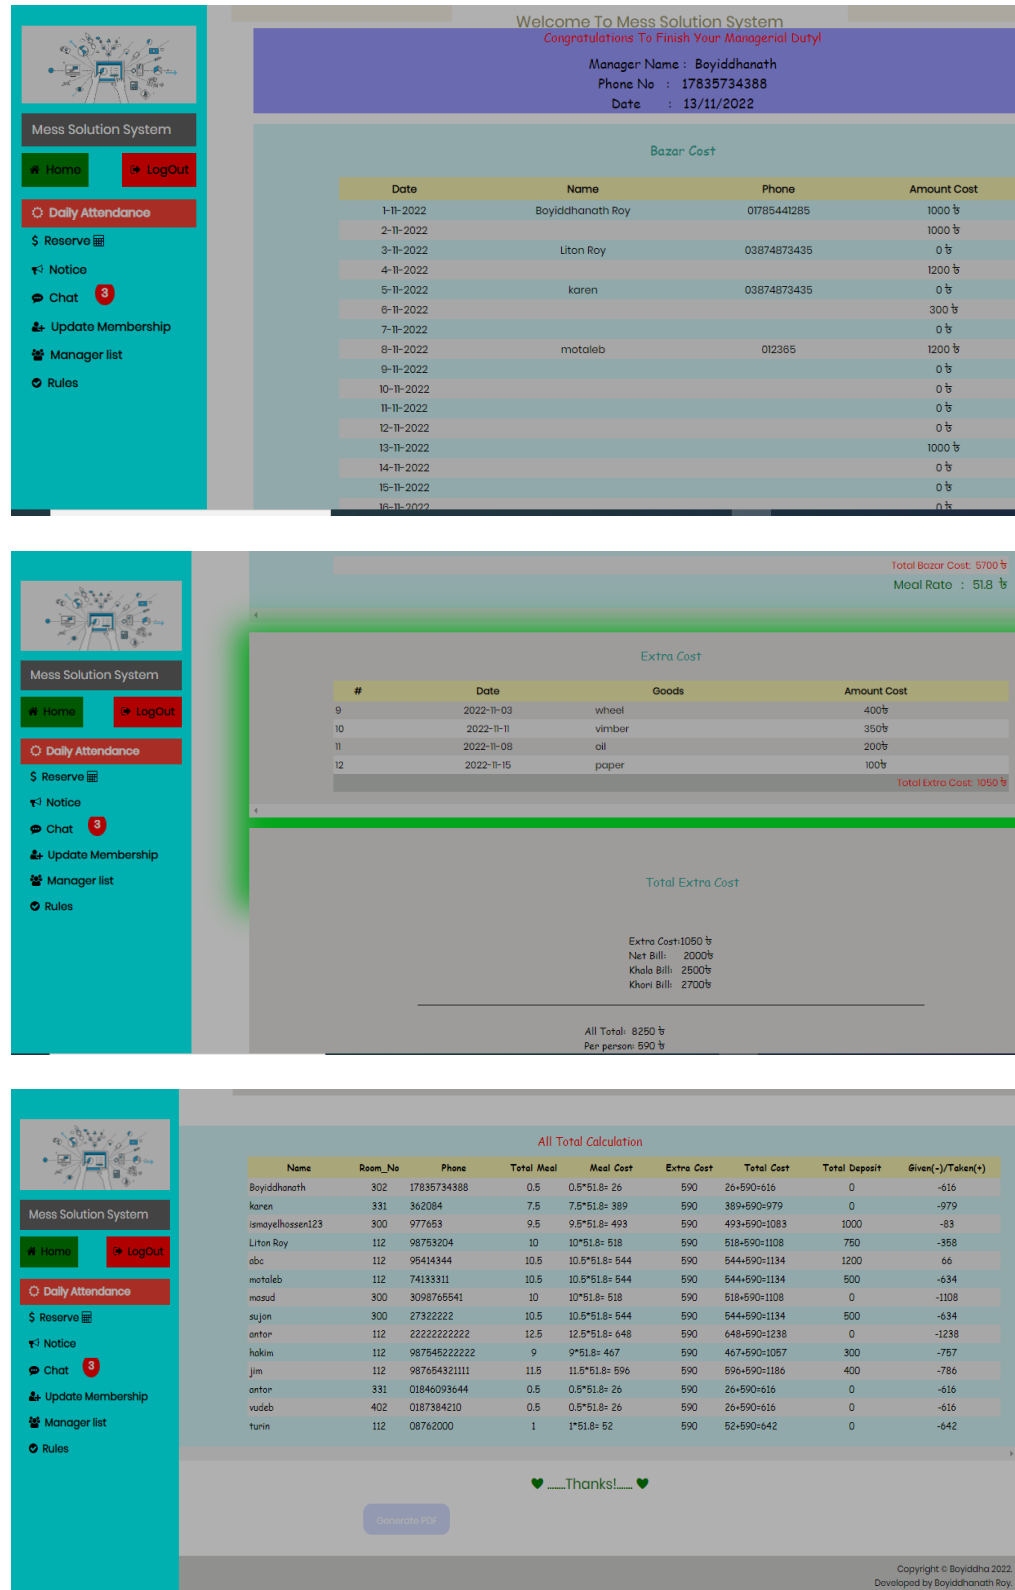 Welcome To Mess Solution System
Congratulations To Finish Your Managerial Duty!
Manager Name : Boyiddhanath
Phone No : 17835734388
Date : 13/11/2022
Mess Solution System
Home LogOut
Daily Attendance
$ Reserve
Notice
Chat 3
Update Membership
Manager list
Rules
Bazar Cost
Date Name Phone Amount Cost
1-11-2022 Boyiddhanath Roy 01785441285 1000 ৳
2-11-2022 1000 ৳
3-11-2022 Liton Roy 03874873435 0 ৳
4-11-2022 1200 ৳
5-11-2022 karen 03874873435 0 ৳
6-11-2022 300 ৳
7-11-2022 0 ৳
8-11-2022 motaleb 012365 1200 ৳
9-11-2022 0 ৳
10-11-2022 0 ৳
11-11-2022 0 ৳
12-11-2022 0 ৳
13-11-2022 1000 ৳
14-11-2022 0 ৳
15-11-2022 0 ৳
16-11-2022 0 ৳
Total Bazar Cost: 5700 ৳
Meal Rate : 51.8 ৳
Mess Solution System
Home LogOut
Daily Attendance
$ Reserve
Notice
Chat 3
Update Membership
Manager list
Rules
Extra Cost
# Date Goods Amount Cost
9 2022-11-03 wheel 400৳
10 2022-11-11 vimber 350৳
11 2022-11-08 oil 200৳
12 2022-11-15 paper 100৳
Total Extra Cost: 1050 ৳
Total Extra Cost
Extra Cost:1050 ৳
Net Bill: 2000৳
Khala Bill: 2500৳
Khori Bill: 2700৳
All Total: 8250 ৳
Per person: 590 ৳
Mess Solution System
Home LogOut
Daily Attendance
$ Reserve
Notice
Chat 3
Update Membership
Manager list
Rules
All Total Calculation
Name Room_No Phone Total Meal Meal Cost Extra Cost Total Cost Total Deposit Given(-)/Taken(+)
Boyiddhanath 302 17835734388 0.5 0.5*51.8= 26 590 26+590=616 0 -616
karen 331 362084 7.5 7.5*51.8= 389 590 389+590=979 0 -979
ismayelhossen123 300 977653 9.5 9.5*51.8= 493 590 493+590=1083 1000 -83
Liton Roy 112 98753204 10 10*51.8= 518 590 518+590=1108 750 -358
abc 112 95414344 10.5 10.5*51.8= 544 590 544+590=1134 1200 66
motaleb 112 74133311 10.5 10.5*51.8= 544 590 544+590=1134 500 -634
masud 300 3098765541 10 10*51.8= 518 590 518+590=1108 0 -1108
sujon 300 27322222 10.5 10.5*51.8= 544 590 544+590=1134 500 -634
antor 112 22222222222 12.5 12.5*51.8= 648 590 648+590=1238 0 -1238
hakim 112 987545222222 9 9*51.8= 467 590 467+590=1057 300 -757
jim 112 987654321111 11.5 11.5*51.8= 596 590 596+590=1186 400 -786
antor 331 01846093644 0.5 0.5*51.8= 26 590 26+590=616 0 -616
vudeb 402 0187384210 0.5 0.5*51.8= 26 590 26+590=616 0 -616
turin 112 08762000 1 1*51.8= 52 590 52+590=642 0 -642
........Thanks!.......
Generate PDF
Copyright © Boyiddha 2022.
Developed by Boyiddhanath Roy.